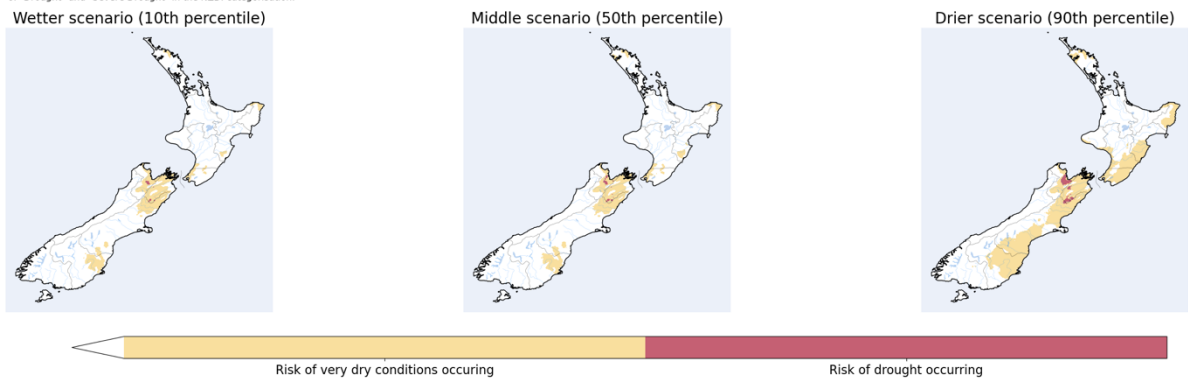 Wetter scenario (10th percentile)
Middle scenario (50th percentile)
Drier scenario (90th percentile)
Risk of very dry conditions occuring
Risk of drought occurring